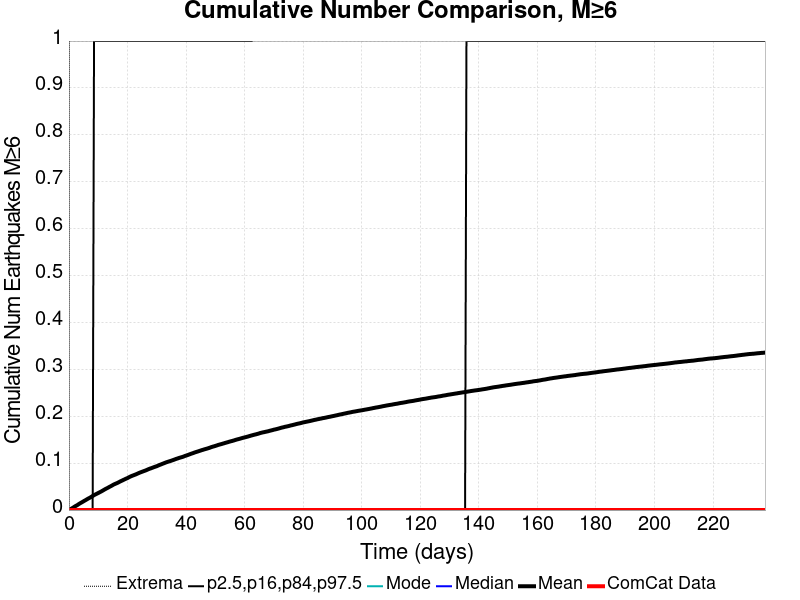 Cumulative Number Comparison, M≥6
Cumulative Num Earthquakes M≥6
1
0.9
0.8
0.7
0.6
0.5
0.4
0.3
0.2
0.1
0
0 20 40 60 80 100 120 140 160 180 200 220
Time (days)
Extrema p2.5,p16,p84,p97.5 Mode Median Mean ComCat Data